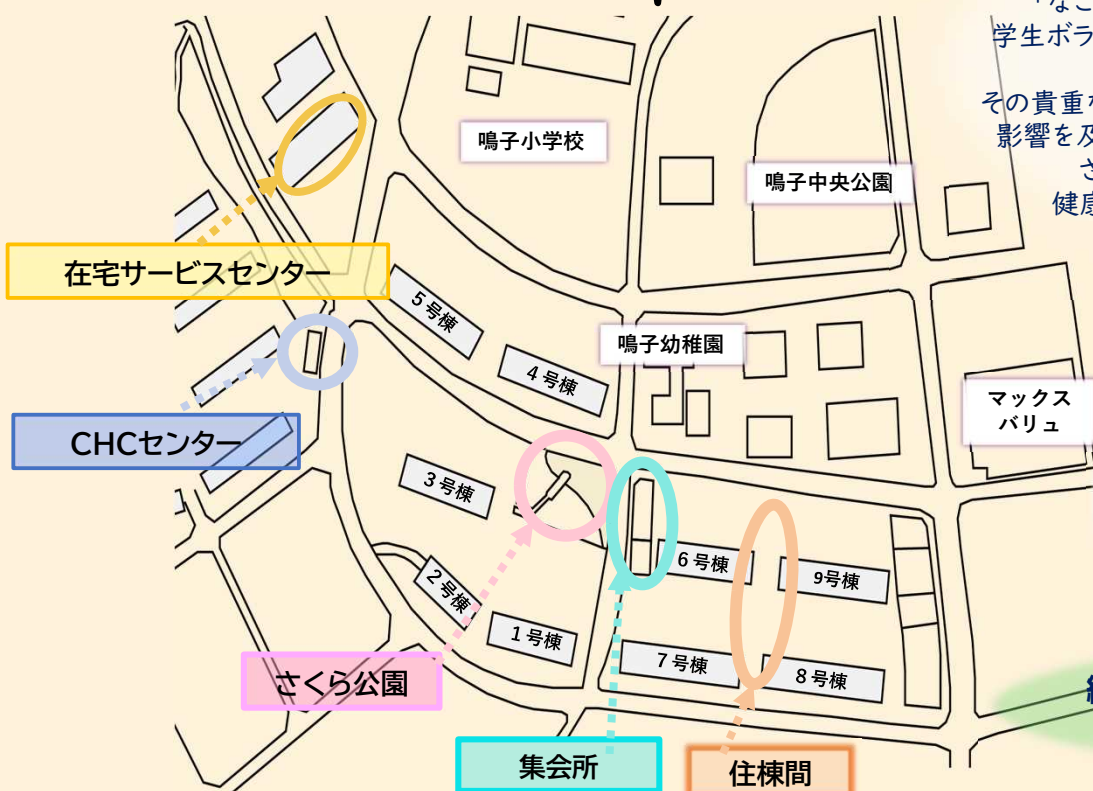 「なご
学生ボラ
その貴重な
影響を及
さ
健康
鳴子小学校
鳴子中央公園
在宅サービスセンター
5号棟
鳴子幼稚園
4号棟
マックス
バリュ
CHCセンター
3号棟
6号棟
9号棟
2号棟
1号棟
7号棟
8号棟
さくら公園
集会所
住棟間